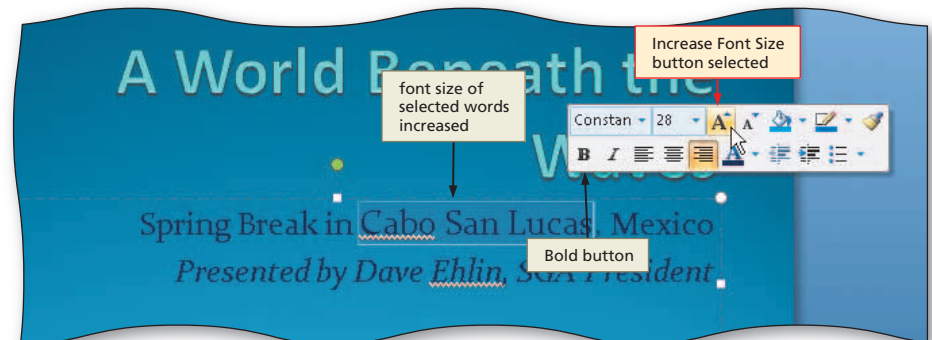 A World Beneath the
Waves
Increase Font Size
button selected
font size of
selected words
increased
Constan 28 A A
B I A
Spring Break in Cabo San Lucas, Mexico
Bold button
Presented by Dave Ehlin, SGA President